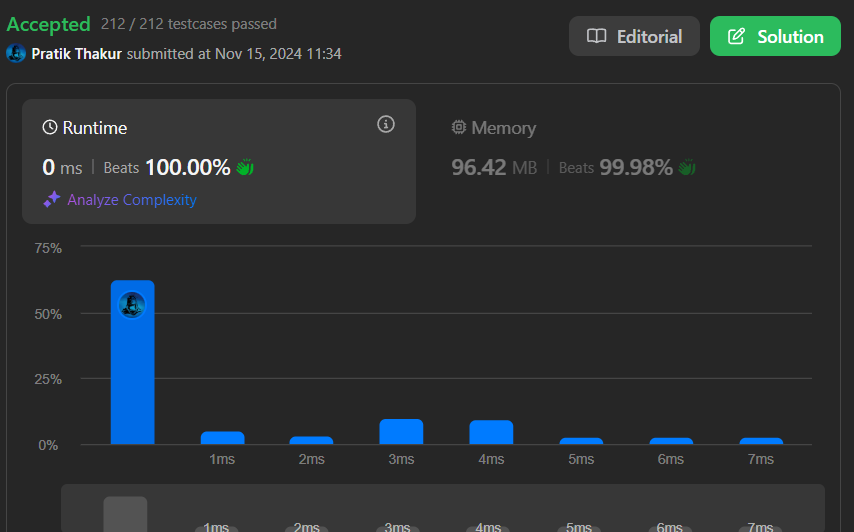 Accepted 212 / 212 testcases passed
Pratik Thakur submitted at Nov 15, 2024 11:34
Editorial
Solution
Runtime
0 ms | Beats 100.00%
Analyze Complexity
Memory
96.42 MB | Beats 99.98%
75%
50%
25%
0%
1ms 2ms 3ms 4ms 5ms 6ms 7ms
1ms 2ms 3ms 4ms 5ms 6ms 7ms